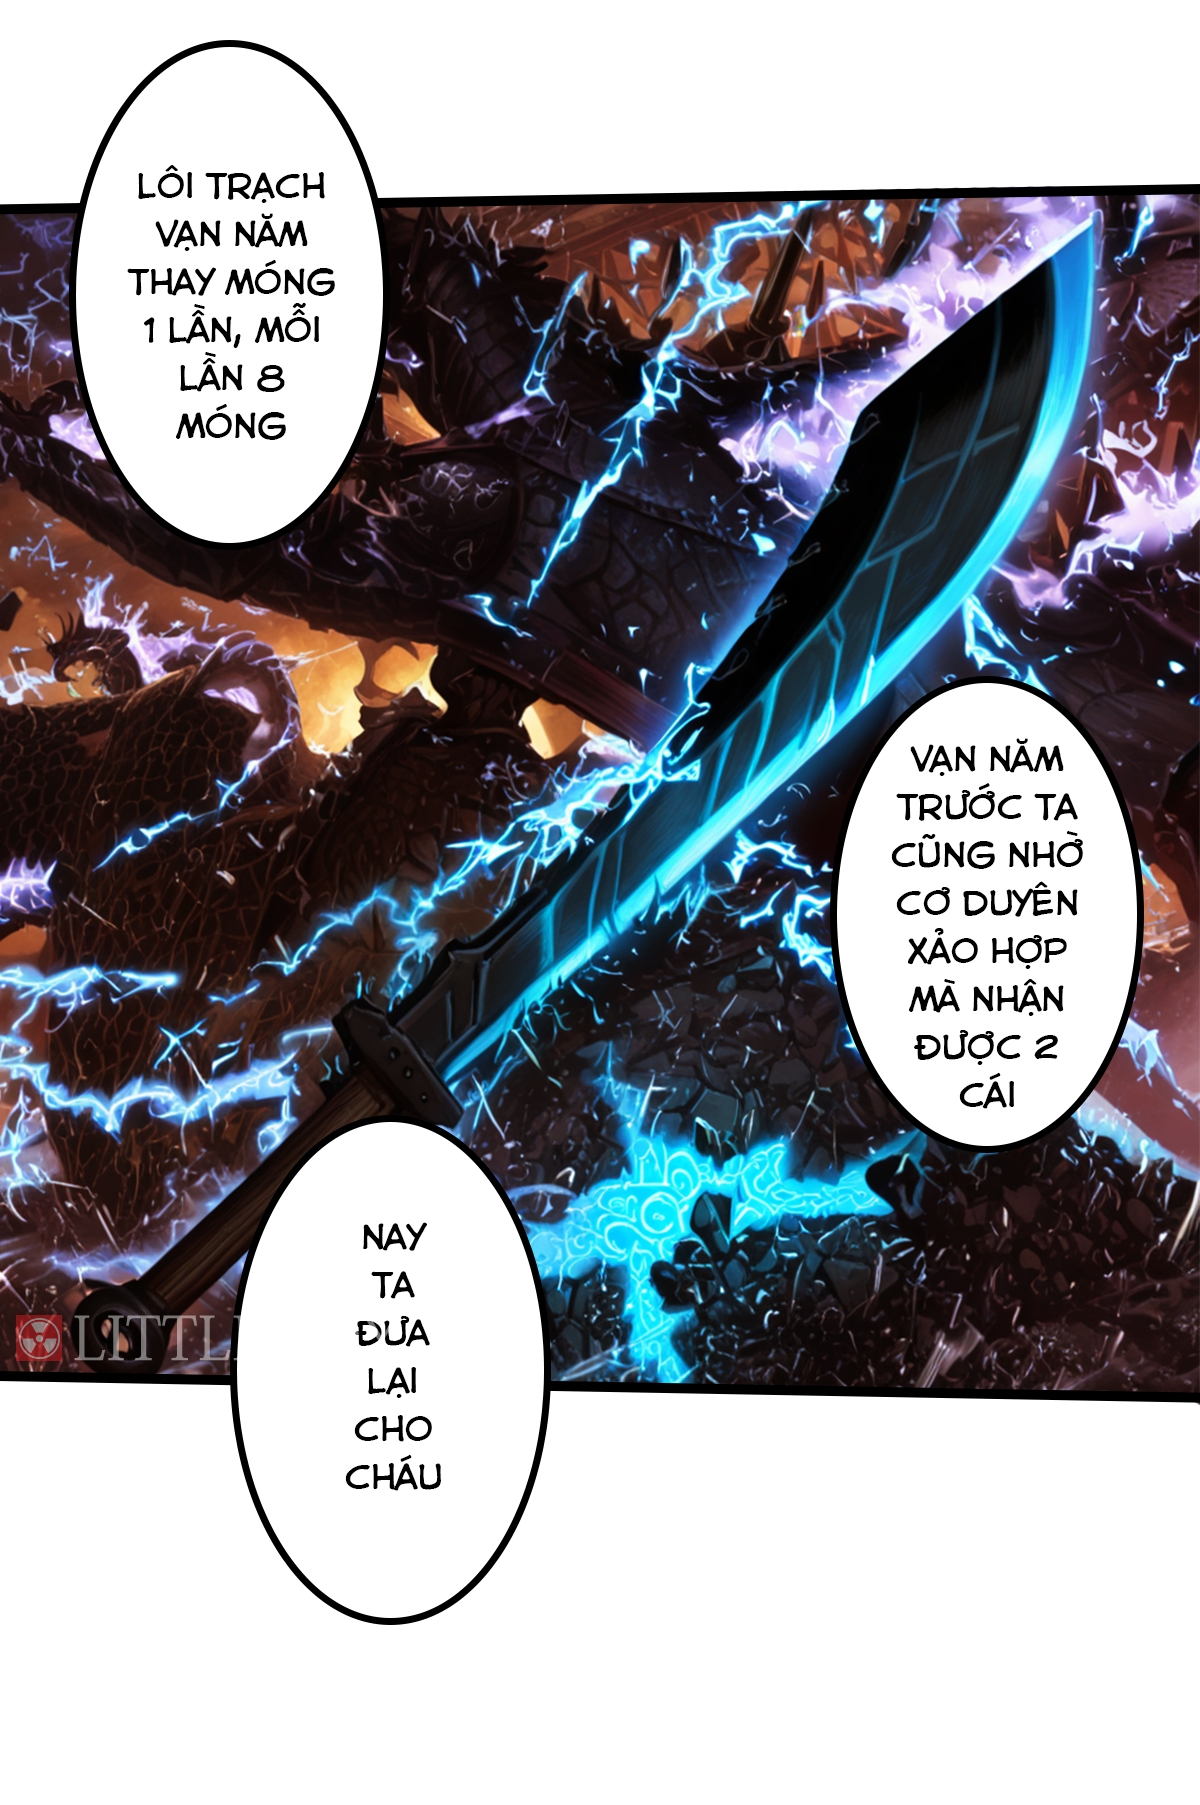 LÔI TRẠCH
VẠN NĂM
THAY MÓNG
1 LẦN, MỖI
LẦN 8
MÓNG
VẠN NĂM
TRƯỚC TA
CŨNG NHỜ
CƠ DUYÊN
XẢO HỢP
MÀ NHẬN
ĐƯỢC 2
CÁI
NAY
TA
ĐƯA
LẠI
CHO
CHÁU
LITTL